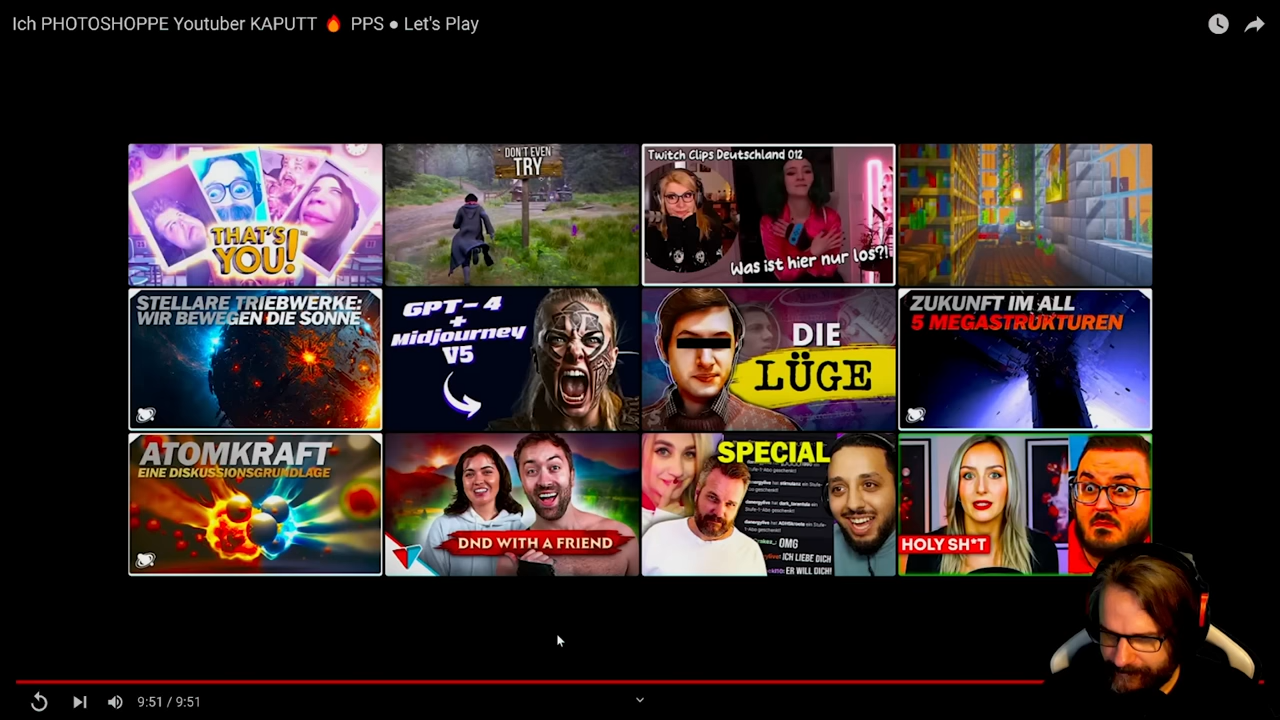 Ich PHOTOSHOPPE Youtuber KAPUTT 🔥 PPS ● Let's Play
THAT'S
YOU!
DON'T EVEN
TRY
Twitch Clips Deutschland 012
Was ist hier nur los?!
STELLARE TRIEBWERKE:
WIR BEWEGEN DIE SONNE
GPT-4
+
Midjourney
V5
DIE
LÜGE
ZUKUNFT IM ALL
5 MEGASTRUKTUREN
ATOMKRAFT
EINE DISKUSSIONSGRUNDLAGE
DND WITH A FRIEND
SPECIAL
OMG
ICH LIEBE DICH
ER WILL DICH!
HOLY SH*T
9:51 / 9:51